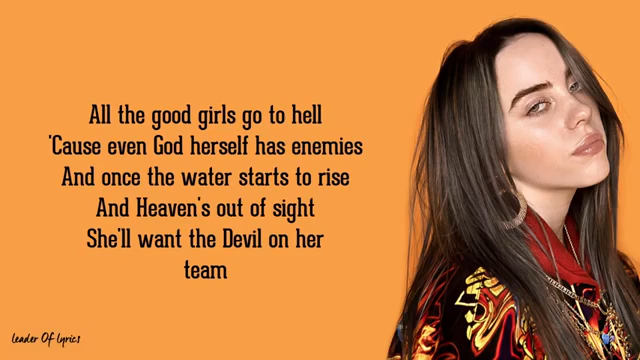 All the good girls go to hell
'Cause even God herself has enemies
And once the water starts to rise
And Heaven's out of sight
She'll want the Devil on her
team
Leader Of Lyrics